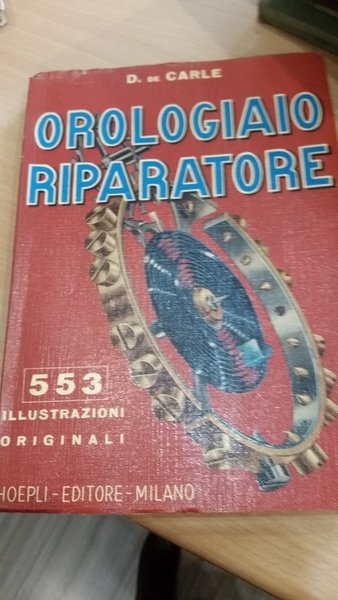 D. DE CARLE
OROLOGIAIO
RIPARATORE
553
ILLUSTRAZIONI
ORIGINALI
HOEPLI-EDITORE-MILANO